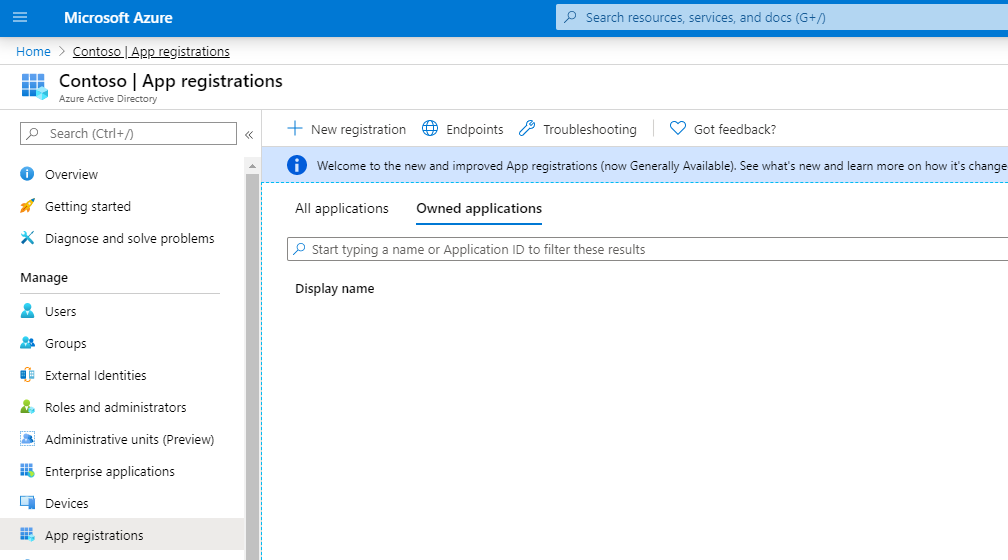 Microsoft Azure
Search resources, services, and docs (G+/)
Home > Contoso | App registrations
Contoso | App registrations
Azure Active Directory
Search (Ctrl+/)
«
New registration
Endpoints
Troubleshooting
Got feedback?
Welcome to the new and improved App registrations (now Generally Available). See what's new and learn more on how it's change
Overview
Getting started
Diagnose and solve problems
Manage
Users
Groups
External Identities
Roles and administrators
Administrative units (Preview)
Enterprise applications
Devices
App registrations
All applications
Owned applications
Start typing a name or Application ID to filter these results
Display name